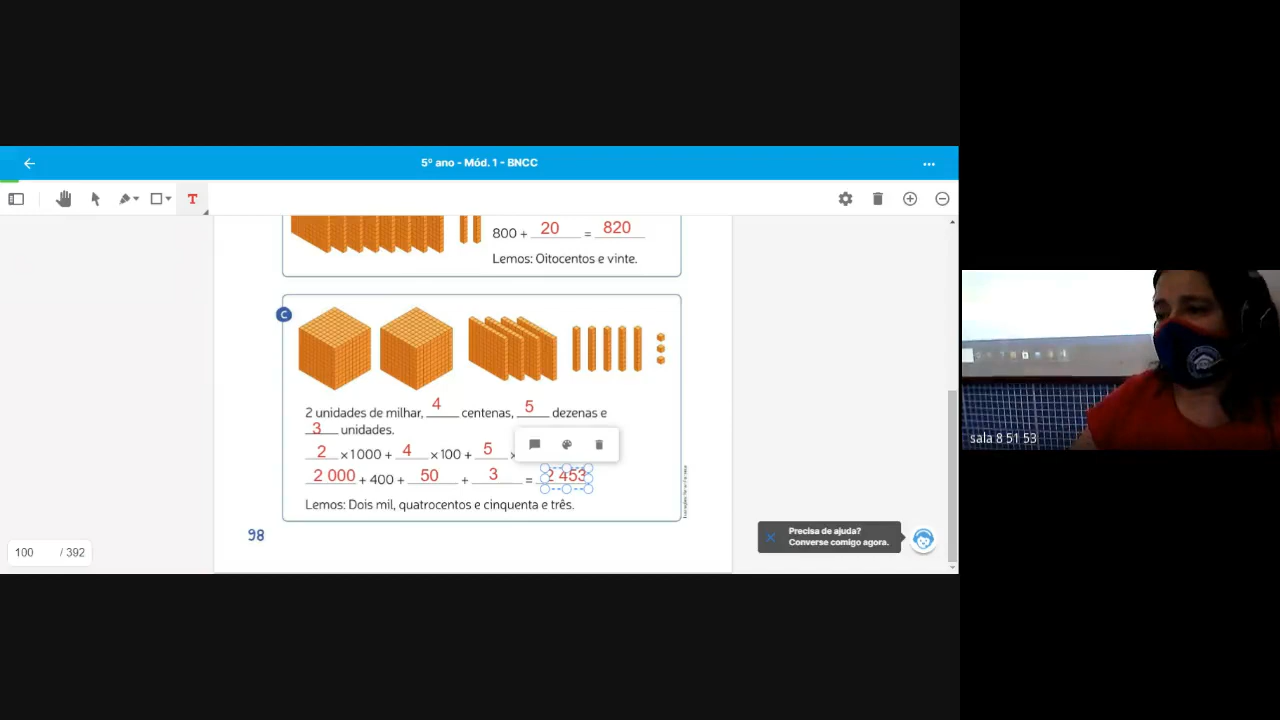 5º ano - Mód. 1 - BNCC
T
800 + 20 = 820
Lemos: Oitocentos e vinte.
C
2 unidades de milhar, 4 centenas, 5 dezenas e
3 unidades.
2 ×1000 + 4 ×100 + 5 ×
2 000 + 400 + 50 + 3 = 2 453
Lemos: Dois mil, quatrocentos e cinquenta e três.
98
100 / 392
Precisa de ajuda?
Converse comigo agora.
sala 8 51 53